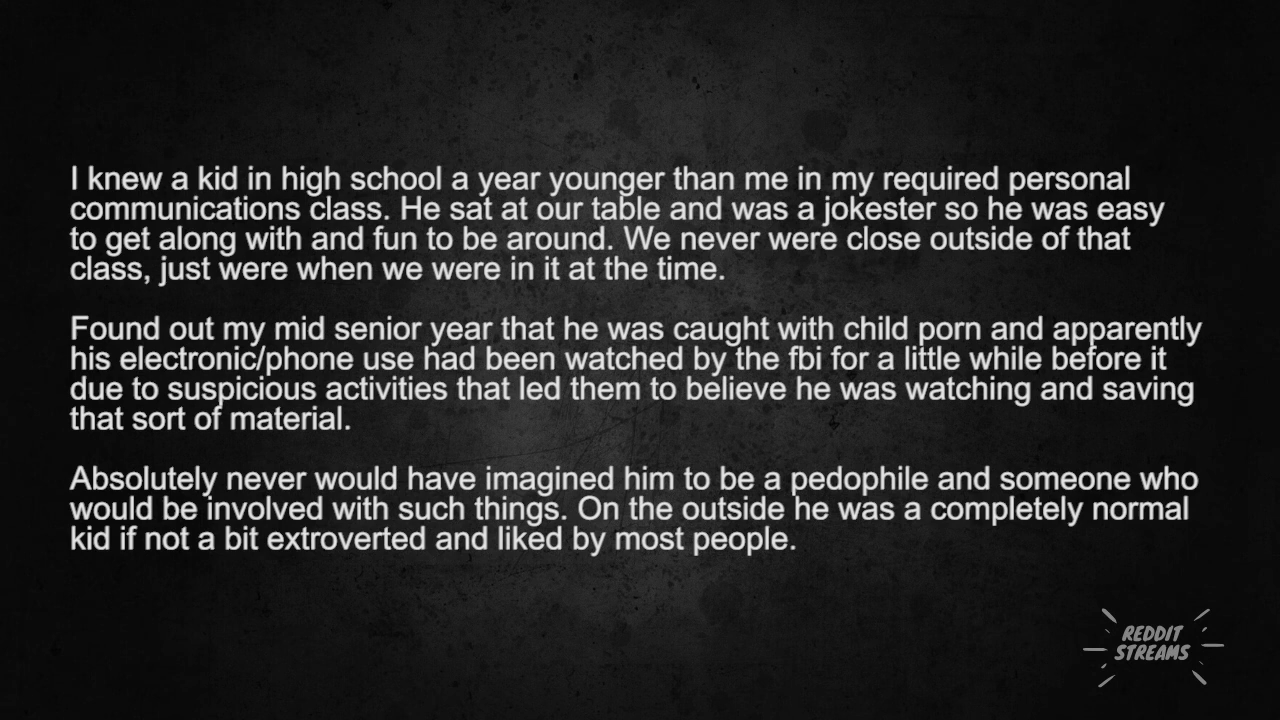 I knew a kid in high school a year younger than me in my required personal
communications class. He sat at our table and was a jokester so he was easy
to get along with and fun to be around. We never were close outside of that
class, just were when we were in it at the time.
Found out my mid senior year that he was caught with child porn and apparently
his electronic/phone use had been watched by the fbi for a little while before it
due to suspicious activities that led them to believe he was watching and saving
that sort of material.
Absolutely never would have imagined him to be a pedophile and someone who
would be involved with such things. On the outside he was a completely normal
kid if not a bit extroverted and liked by most people.
REDDIT
STREAMS